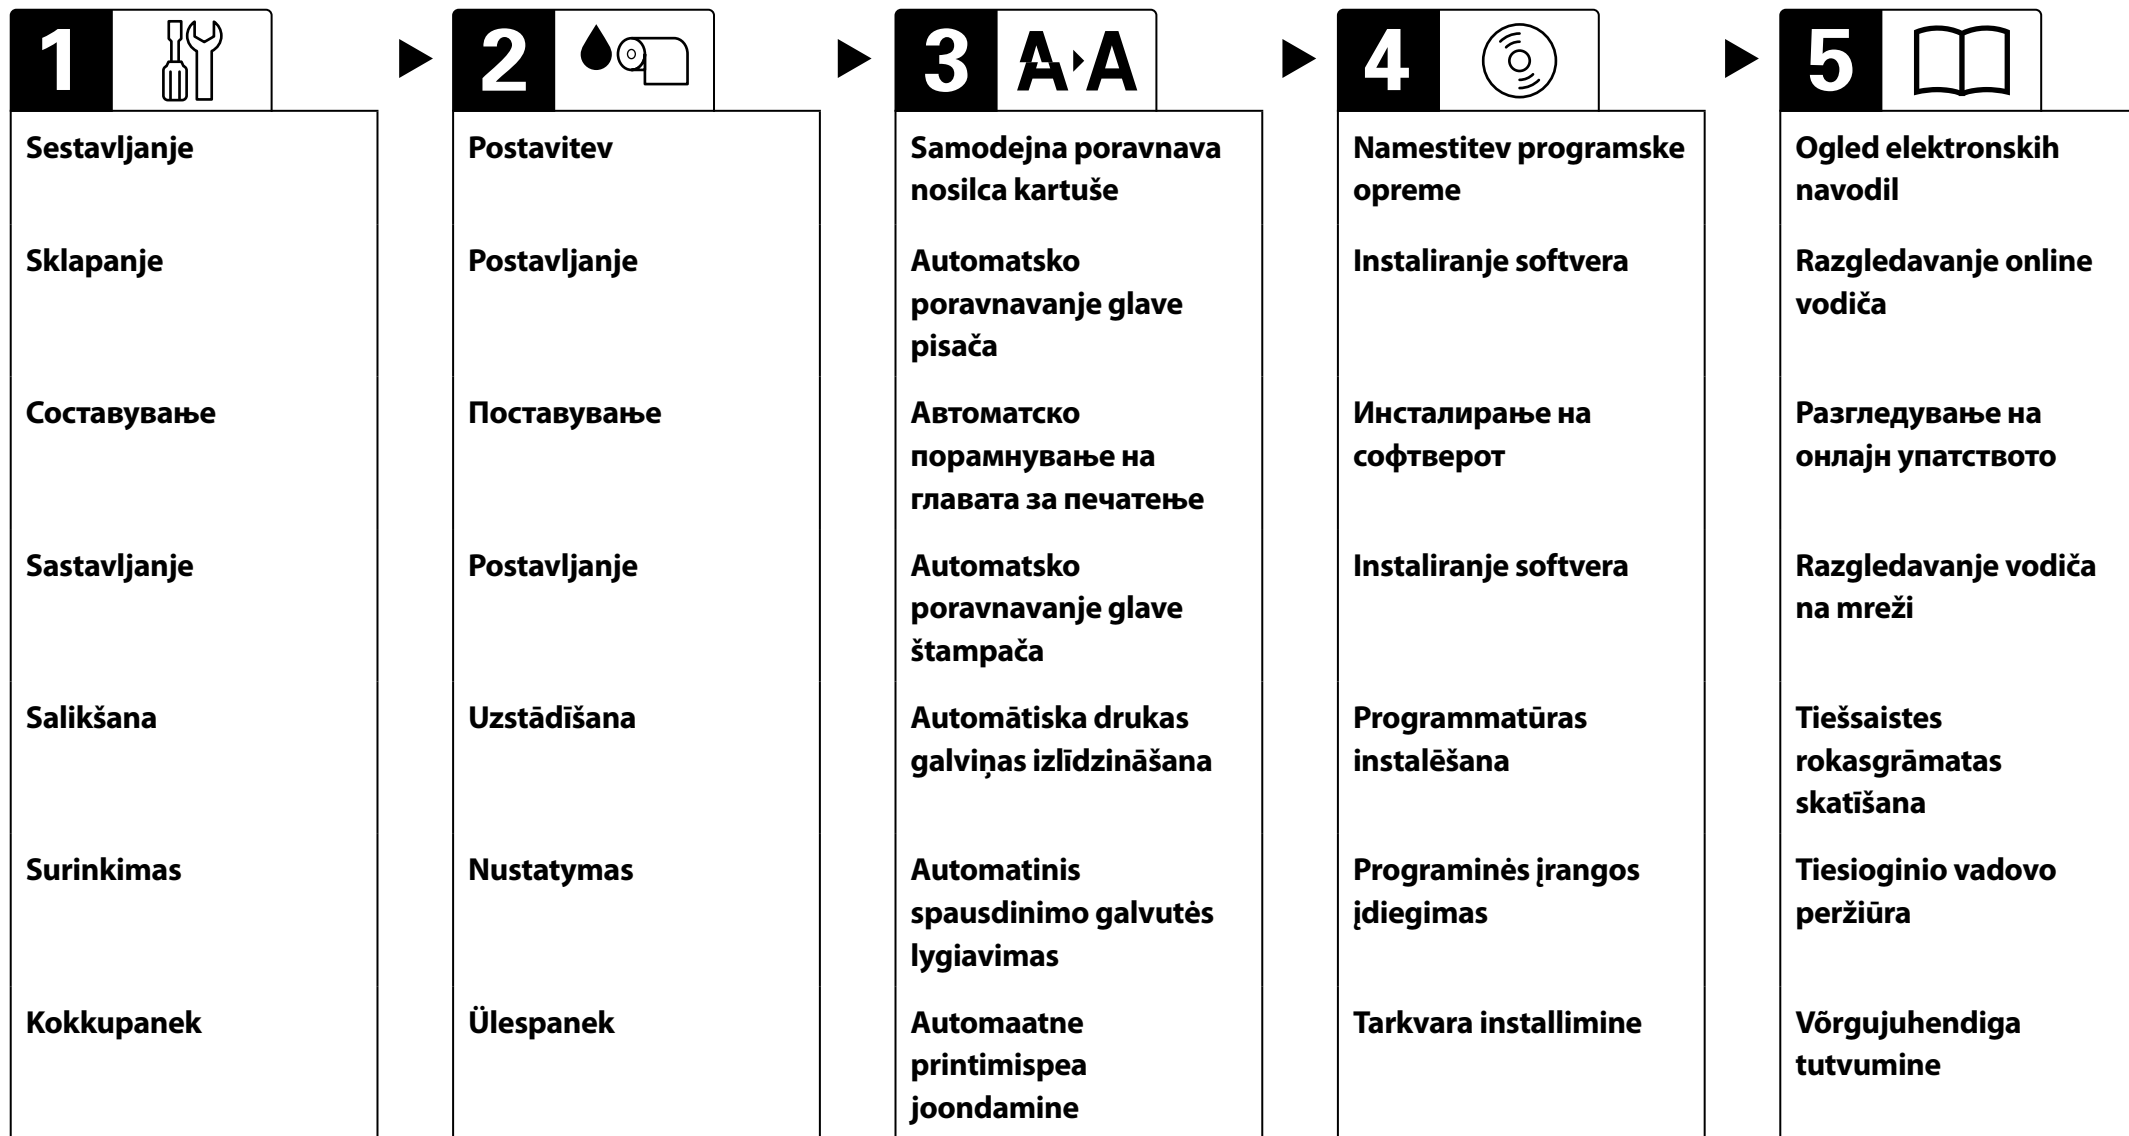 1
2
3 A A
4
5
Sestavljanje
Postavitev
Samodejna poravnava
nosilca kartuše
Namestitev programske
opreme
Ogled elektronskih
navodil
Sklapanje
Postavljanje
Automatsko
poravnavanje glave
pisača
Instaliranje softvera
Razgledavanje online
vodiča
Составување
Поставување
Автоматско
порамнување на
главата за печатење
Инсталирање на
софтверот
Разгледување на
онлајн упатството
Sastavljanje
Postavljanje
Automatsko
poravnavanje glave
štampača
Instaliranje softvera
Razgledavanje vodiča
na mreži
Salikšana
Uzstādīšana
Automātiska drukas
galviņas izlīdzināšana
Programmatūras
instalēšana
Tiešsaistes
rokasgrāmatas
skatīšana
Surinkimas
Nustatymas
Automatinis
spausdinimo galvutės
lygiavimas
Programinės įrangos
įdiegimas
Tiesioginio vadovo
peržiūra
Kokkupanek
Ülespanek
Automaatne
printimispea
joondamine
Tarkvara installimine
Võrgujuhendiga
tutvumine